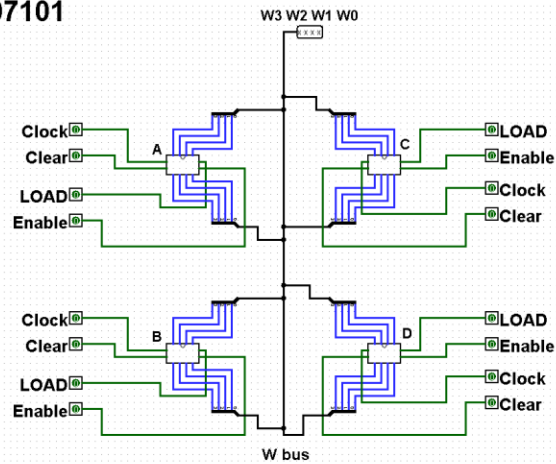 07101
W3 W2 W1 W0
x x x x
A
Clock
Clear
LOAD
Enable
C
LOAD
Enable
Clock
Clear
B
Clock
Clear
LOAD
Enable
D
LOAD
Enable
Clock
Clear
W bus